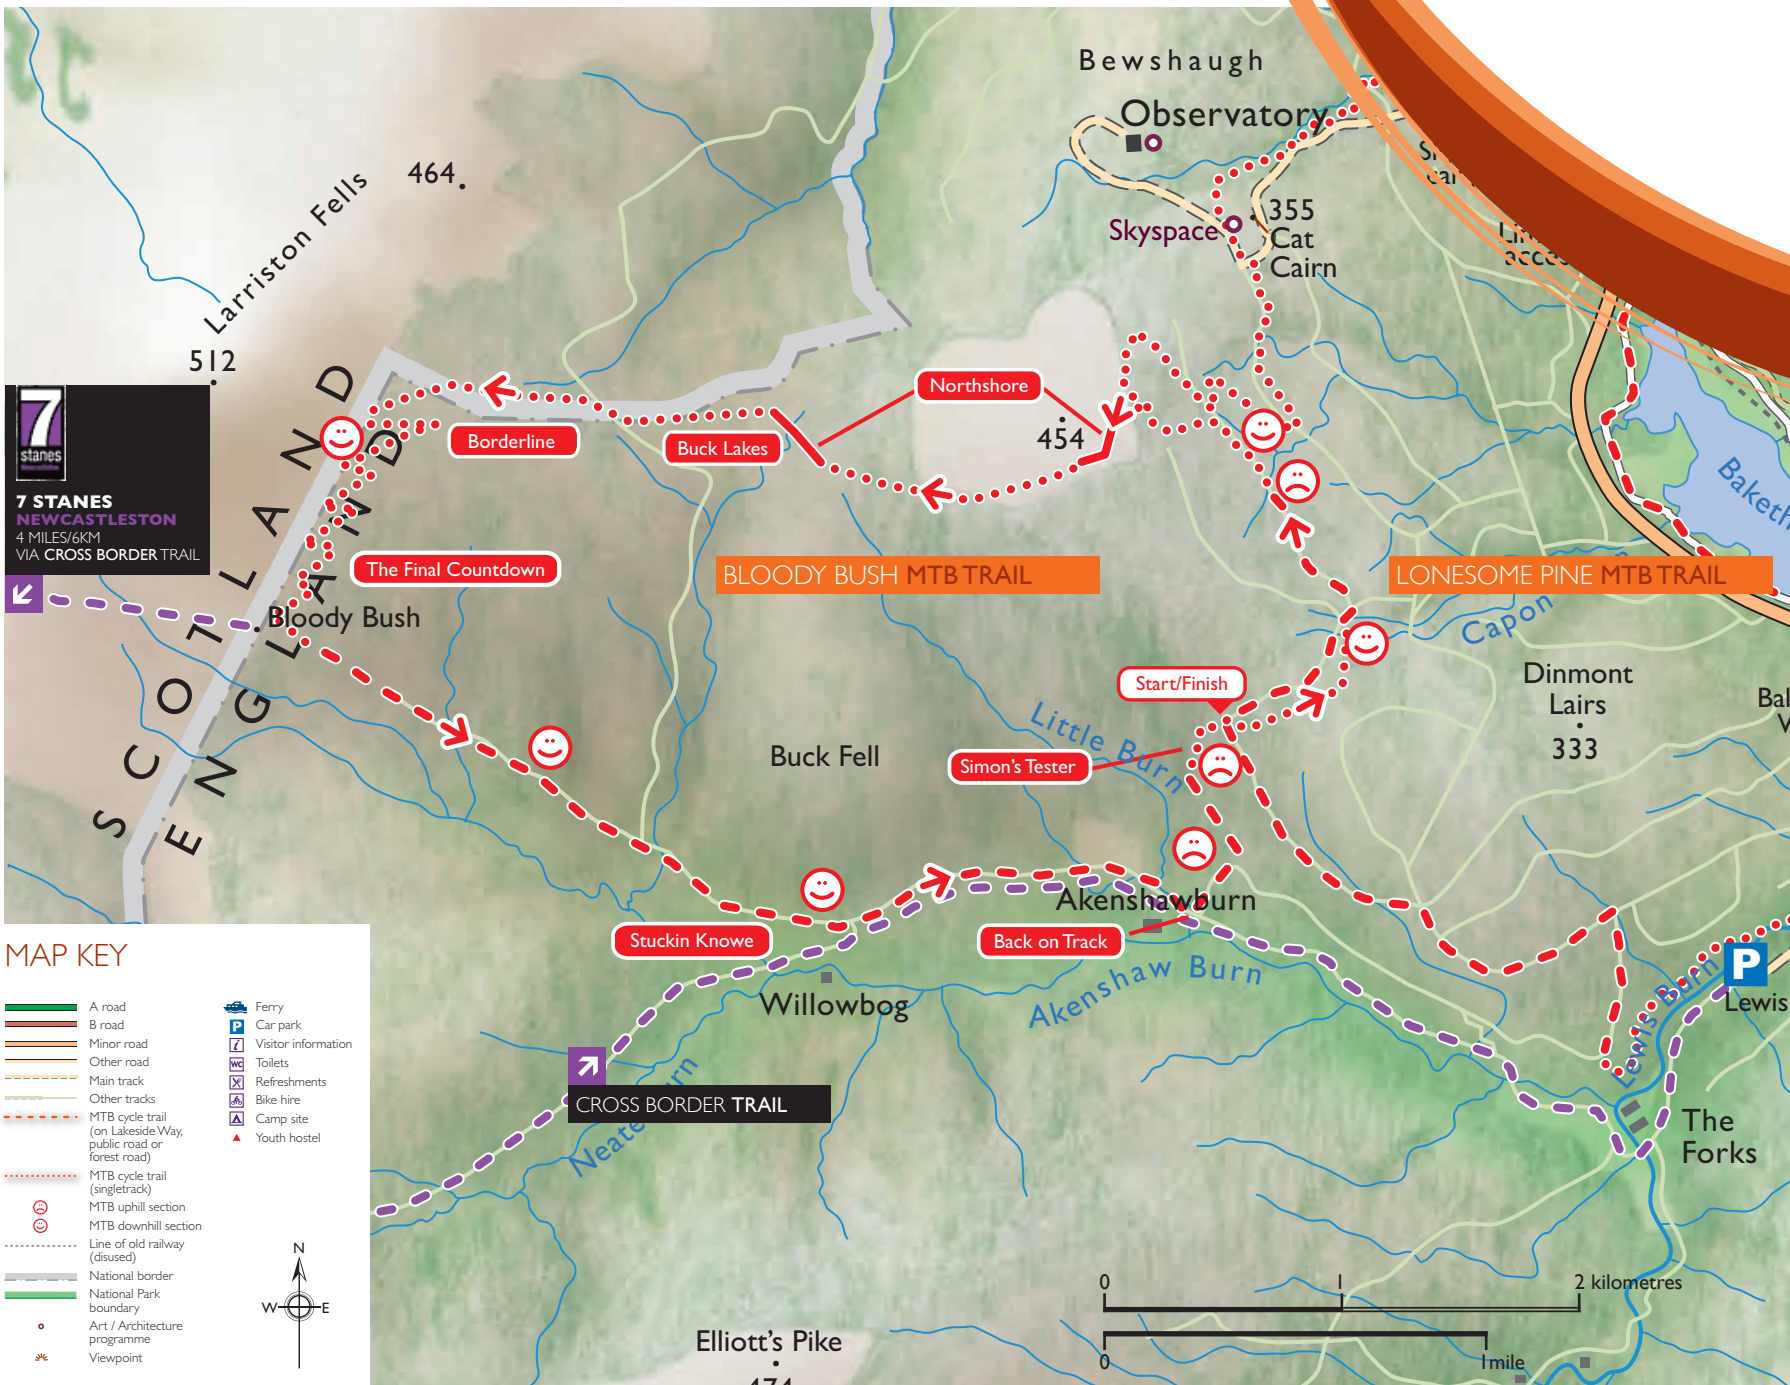 Bewshaugh
Observatory
464
Larriston Fells
355
Cat
Cairn
Skyspace
512
SCOTLAND
ENGLAND
7
stanes
Newcastleton
7 STANES
NEWCASTLESTON
4 MILES/6KM
VIA CROSS BORDER TRAIL
Northshore
Borderline
Buck Lakes
454
The Final Countdown
BLOODY BUSH MTB TRAIL
LONESOME PINE MTB TRAIL
Bloody Bush
Capon
Baketh
Dinmont
Lairs
333
Bak
Start/Finish
Little Burn
Simon's Tester
Buck Fell
Akenshawburn
Stuckin Knowe
Back on Track
Akenshaw Burn
Willowbog
Lewis Burn
P
Lewis
CROSS BORDER TRAIL
The
Forks
MAP KEY
A road
B road
Minor road
Other road
Main track
Other tracks
MTB cycle trail
(on Lakeside Way,
public road or
forest road)
MTB cycle trail
(singletrack)
MTB uphill section
MTB downhill section
Line of old railway
(disused)
National border
National Park
boundary
Art / Architecture
programme
Viewpoint
Ferry
P Car park
i Visitor information
WC Toilets
Refreshments
Bike hire
Camp site
Youth hostel
N
W E
0 1 2 kilometres
0 1mile
Elliott's Pike
474